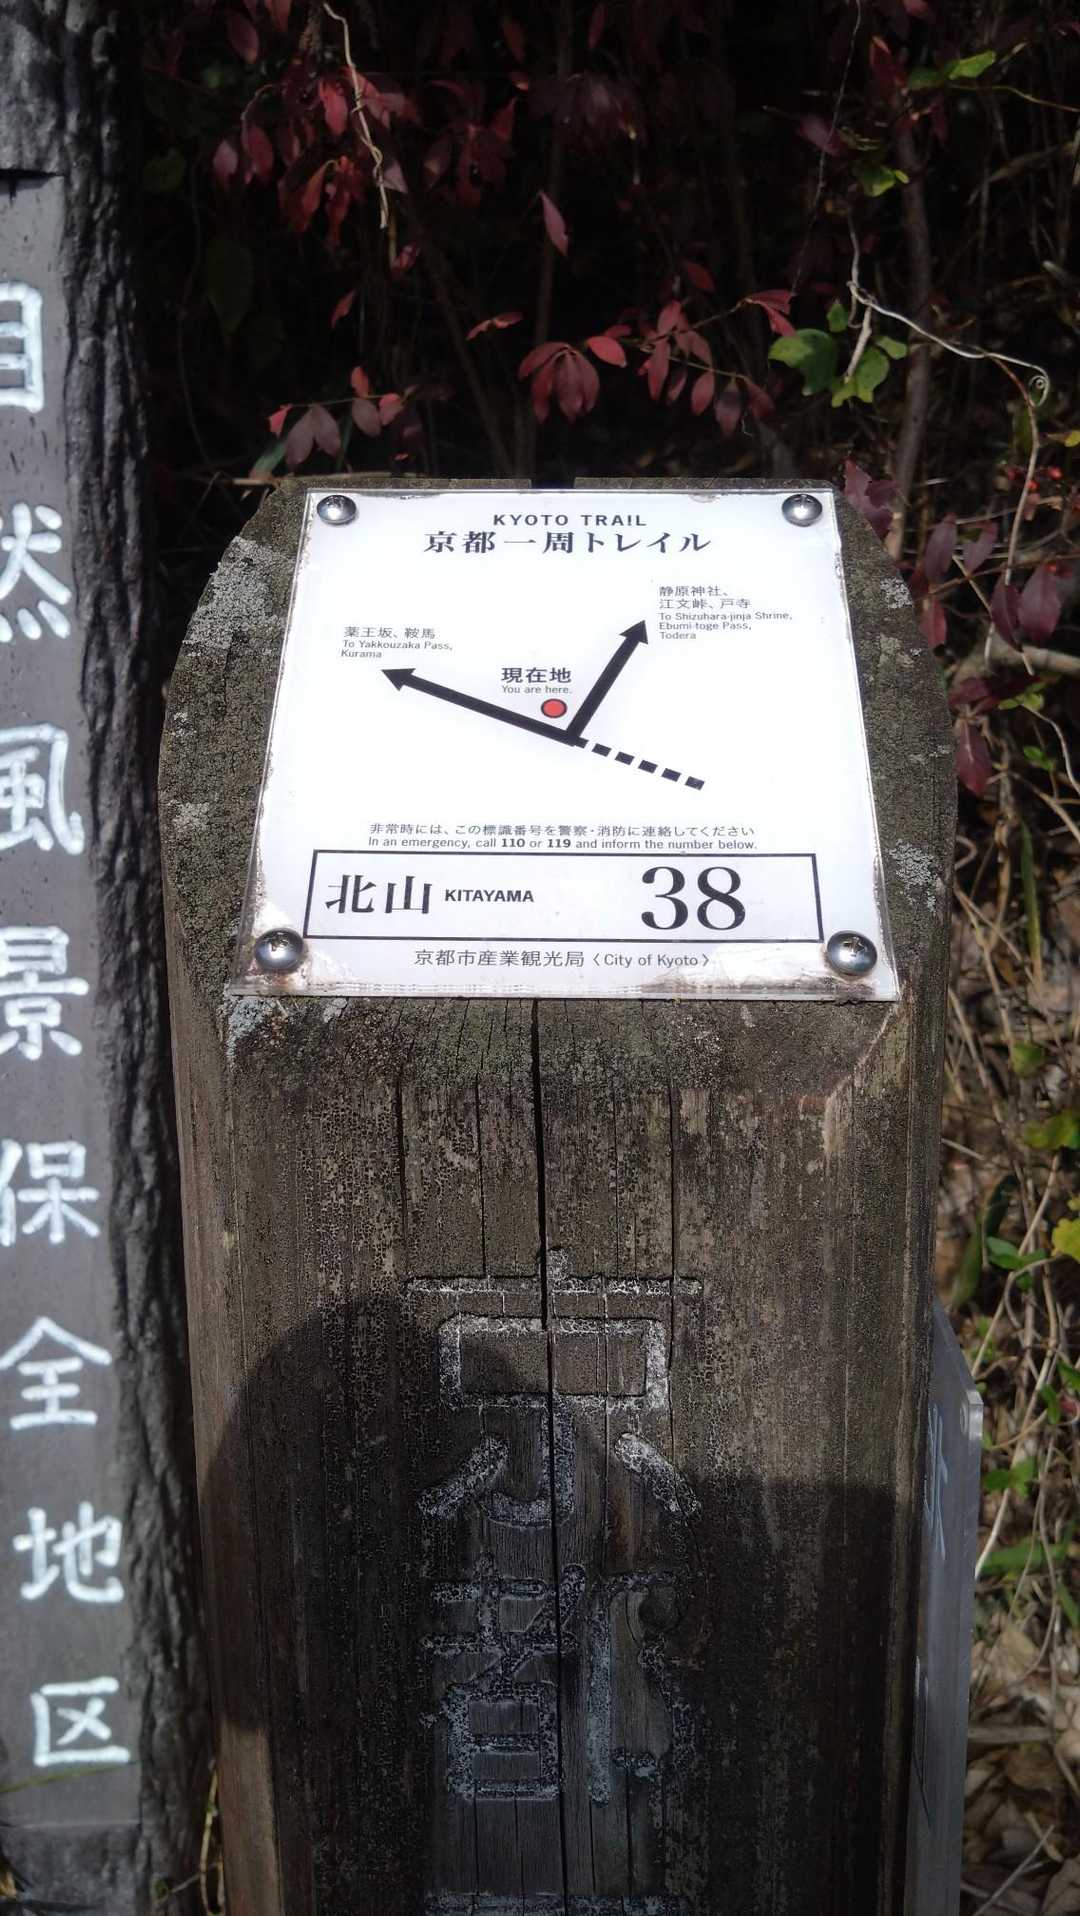 自然風景保全地区
KYOTO TRAIL
京都一周トレイル
静原神社、
江文峠、戸寺
To Shizuhara-jinja Shrine,
Ebumi-toge Pass,
Todera
薬王坂、鞍馬
To Yakkouzaka Pass,
Kurama
現在地
You are here.
非常時には、この標識番号を警察・消防に連絡してください
In an emergency, call 110 or 119 and inform the number below.
北山 KITAYAMA 38
京都市産業観光局〈City of Kyoto〉
京都